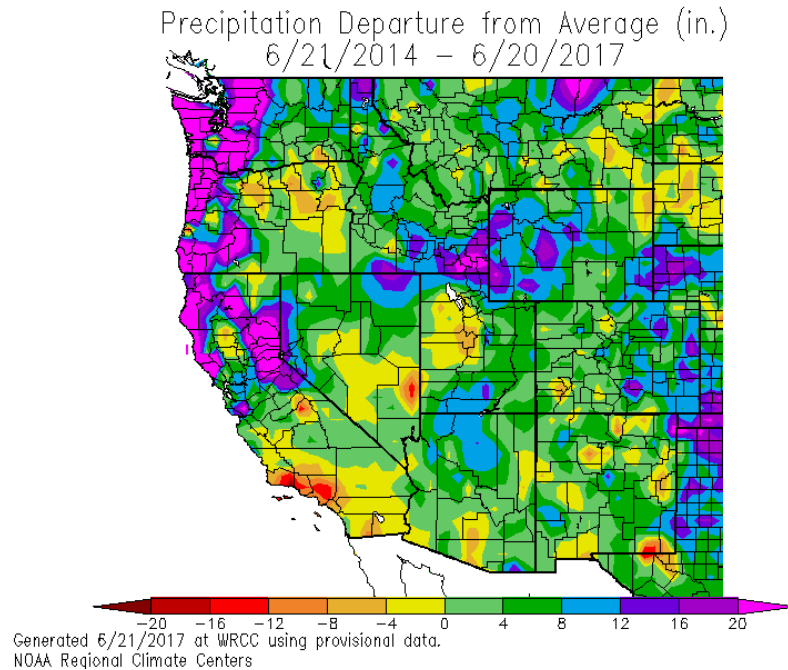 Precipitation Departure from Average (in.)
6/21/2014 – 6/20/2017
-20 -16 -12 -8 -4 0 4 8 12 16 20
Generated 6/21/2017 at WRCC using provisional data.
NOAA Regional Climate Centers